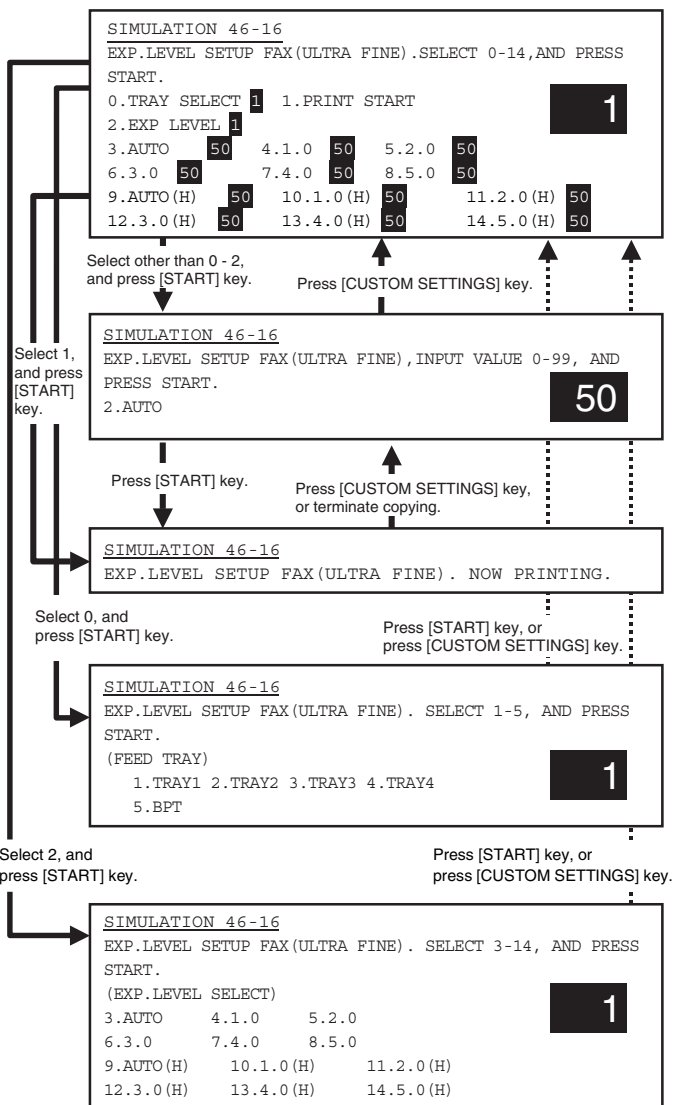 SIMULATION 46-16
EXP.LEVEL SETUP FAX(ULTRA FINE).SELECT 0-14,AND PRESS
START.
0.TRAY SELECT 1 1.PRINT START
1
2.EXP LEVEL 1
3.AUTO 50 4.1.0 50 5.2.0 50
6.3.0 50 7.4.0 50 8.5.0 50
9.AUTO(H) 50 10.1.0(H) 50 11.2.0(H) 50
12.3.0(H) 50 13.4.0(H) 50 14.5.0(H) 50
Select other than 0 - 2,
and press [START] key.
Press [CUSTOM SETTINGS] key.
SIMULATION 46-16
EXP.LEVEL SETUP FAX(ULTRA FINE),INPUT VALUE 0-99, AND
PRESS START.
2.AUTO
50
Select 1,
and press
[START]
key.
Press [START] key.
Press [CUSTOM SETTINGS] key,
or terminate copying.
SIMULATION 46-16
EXP.LEVEL SETUP FAX(ULTRA FINE). NOW PRINTING.
Select 0, and
press [START] key.
Press [START] key, or
press [CUSTOM SETTINGS] key.
SIMULATION 46-16
EXP.LEVEL SETUP FAX(ULTRA FINE). SELECT 1-5, AND PRESS
START.
(FEED TRAY)
1.TRAY1 2.TRAY2 3.TRAY3 4.TRAY4
5.BPT
1
Select 2, and
press [START] key.
Press [START] key, or
press [CUSTOM SETTINGS] key.
SIMULATION 46-16
EXP.LEVEL SETUP FAX(ULTRA FINE). SELECT 3-14, AND PRESS
START.
(EXP.LEVEL SELECT)
1
3.AUTO 4.1.0 5.2.0
6.3.0 7.4.0 8.5.0
9.AUTO(H) 10.1.0(H) 11.2.0(H)
12.3.0(H) 13.4.0(H) 14.5.0(H)